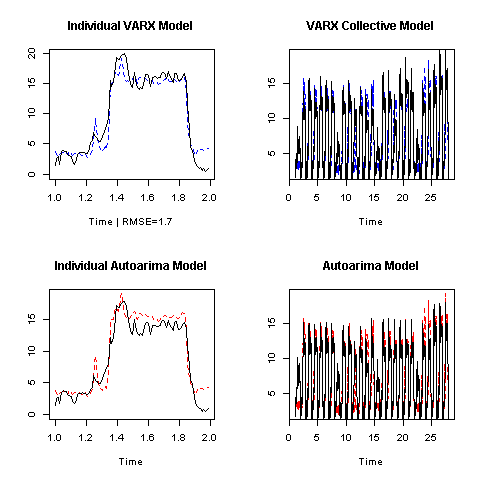 Individual VARX Model
VARX Collective Model
20
15
10
5
0
15
10
5
1.0 1.2 1.4 1.6 1.8 2.0
0 5 10 15 20 25
Time | RMSE=1.7
Time
Individual Autoarima Model
Autoarima Model
15
10
5
0
15
10
5
1.0 1.2 1.4 1.6 1.8 2.0
0 5 10 15 20 25
Time
Time